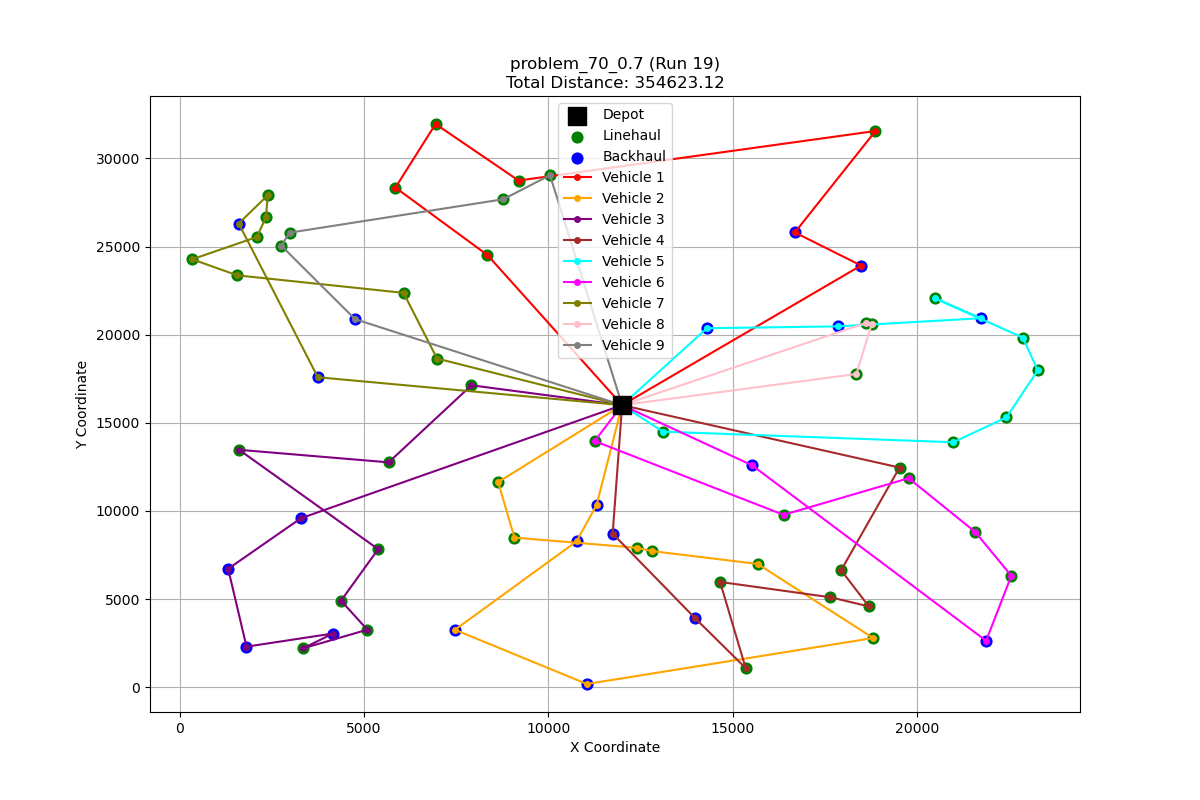 problem_70_0.7 (Run 19)
Total Distance: 354623.12
Depot
Linehaul
Backhaul
Vehicle 1
Vehicle 2
Vehicle 3
Vehicle 4
Vehicle 5
Vehicle 6
Vehicle 7
Vehicle 8
Vehicle 9
Y Coordinate
30000
25000
20000
15000
10000
5000
0
0
5000
10000
15000
20000
X Coordinate